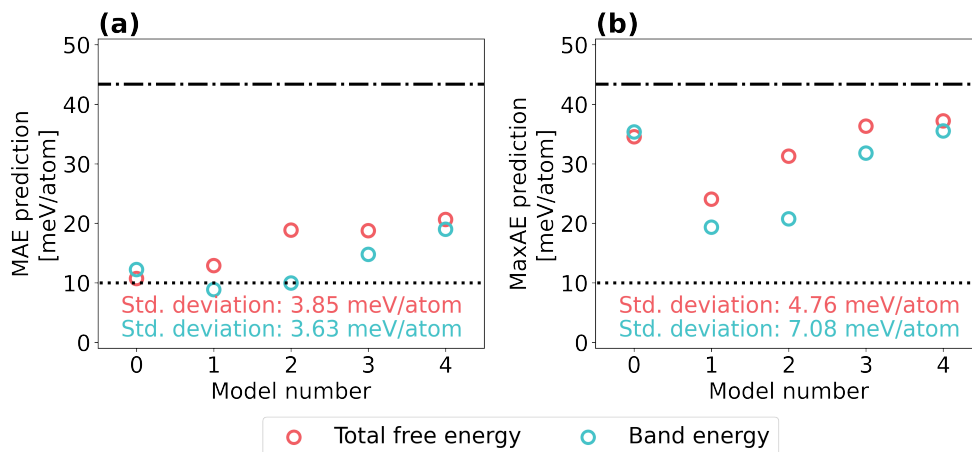 (a)
MAE prediction
[meV/atom]
50
40
30
20
10
0
Std. deviation: 3.85 meV/atom
Std. deviation: 3.63 meV/atom
0 1 2 3 4
Model number
(b)
MaxAE prediction
[meV/atom]
50
40
30
20
10
0
Std. deviation: 4.76 meV/atom
Std. deviation: 7.08 meV/atom
0 1 2 3 4
Model number
Total free energy Band energy